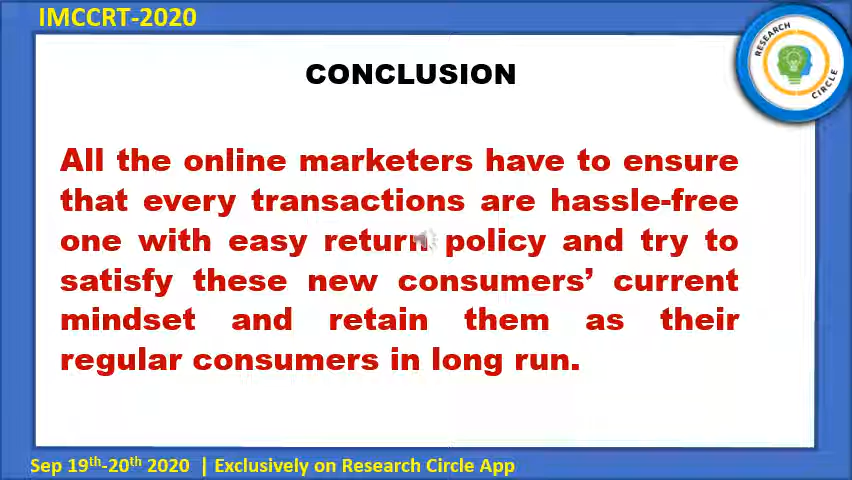 IMCCRT-2020
RESEARCH
CIRCLE
CONCLUSION
All the online marketers have to ensure
that every transactions are hassle-free
one with easy return policy and try to
satisfy these new consumers’ current
mindset and retain them as their
regular consumers in long run.
Sep 19th-20th 2020 | Exclusively on Research Circle App